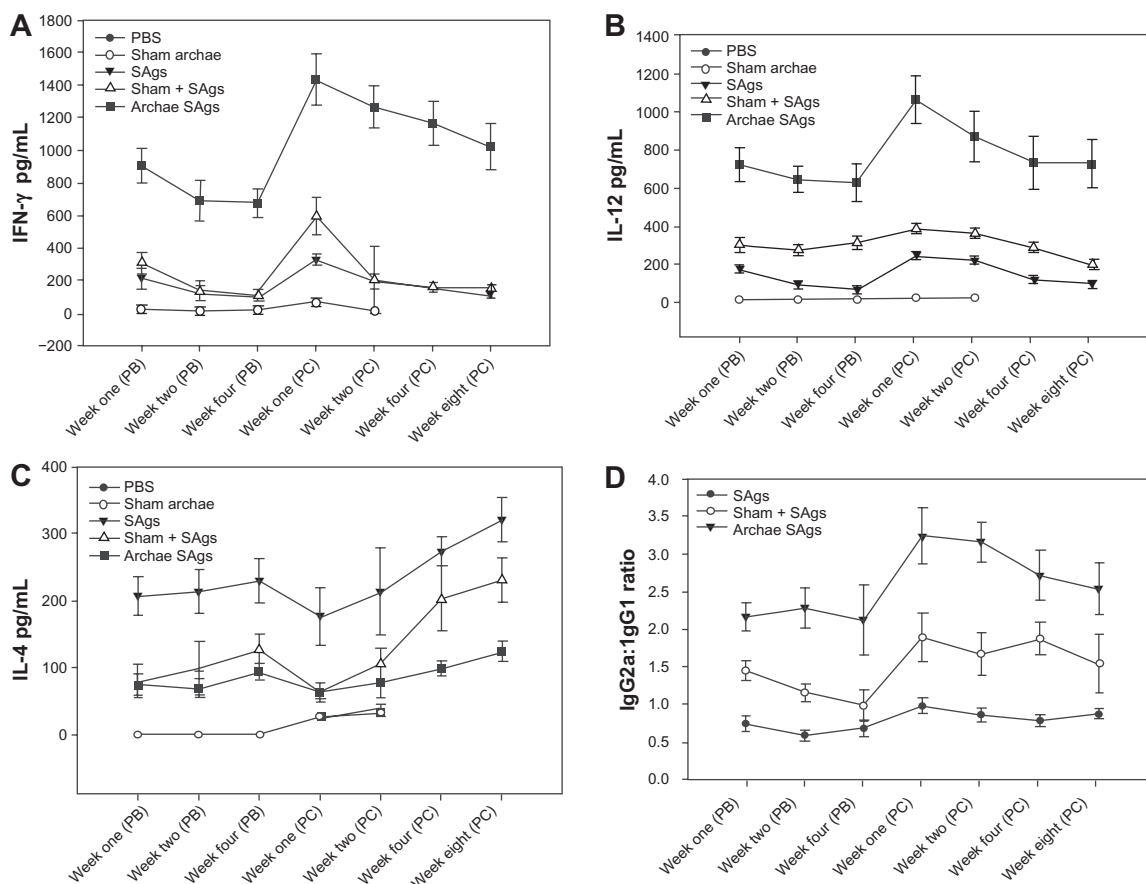 A
IFN-γ pg/mL
1800
1600
1400
1200
1000
800
600
400
200
0
−200
PBS
Sham archae
SAgs
Sham + SAgs
Archae SAgs
Week one (PB)
Week two (PB)
Week four (PB)
Week one (PC)
Week two (PC)
Week four (PC)
Week eight (PC)
B
IL-12 pg/mL
1400
1200
1000
800
600
400
200
0
PBS
Sham archae
SAgs
Sham + SAgs
Archae SAgs
Week one (PB)
Week two (PB)
Week four (PB)
Week one (PC)
Week two (PC)
Week four (PC)
Week eight (PC)
C
IL-4 pg/mL
400
300
200
100
0
PBS
Sham archae
SAgs
Sham + SAgs
Archae SAgs
Week one (PB)
Week two (PB)
Week four (PB)
Week one (PC)
Week two (PC)
Week four (PC)
Week eight (PC)
D
IgG2a:1gG1 ratio
4.0
3.5
3.0
2.5
2.0
1.5
1.0
0.5
0.0
SAgs
Sham + SAgs
Archae SAgs
Week one (PB)
Week two (PB)
Week four (PB)
Week one (PC)
Week two (PC)
Week four (PC)
Week eight (PC)